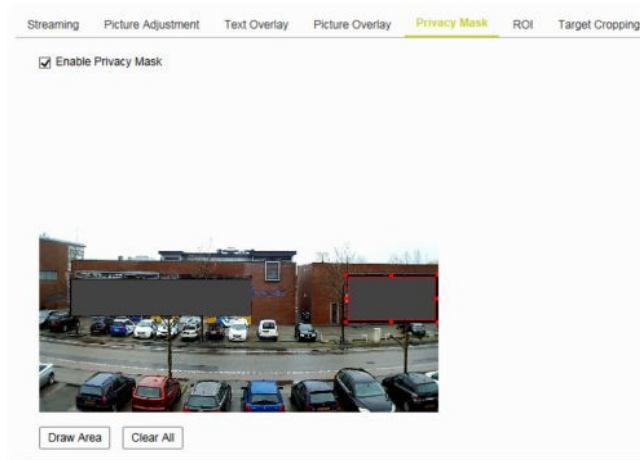 Streaming Picture Adjustment Text Overlay Picture Overlay Privacy Mask ROI Target Cropping
Enable Privacy Mask
Draw Area Clear All